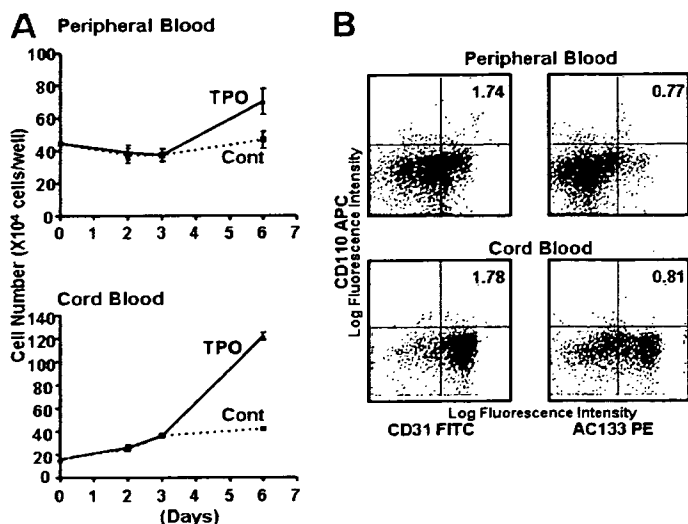 A
Peripheral Blood
100
80
60
40
20
0
TPO
Cont
0 1 2 3 4 5 6 7
Cell Number (X10⁴ cells/well)
Cord Blood
140
120
100
80
60
40
20
0
TPO
Cont
0 1 2 3 4 5 6 7
(Days)
B
Peripheral Blood
1.74
0.77
CD110 APC
Log Fluorescence Intensity
Cord Blood
1.78
0.81
Log Fluorescence Intensity
CD31 FITC
AC133 PE